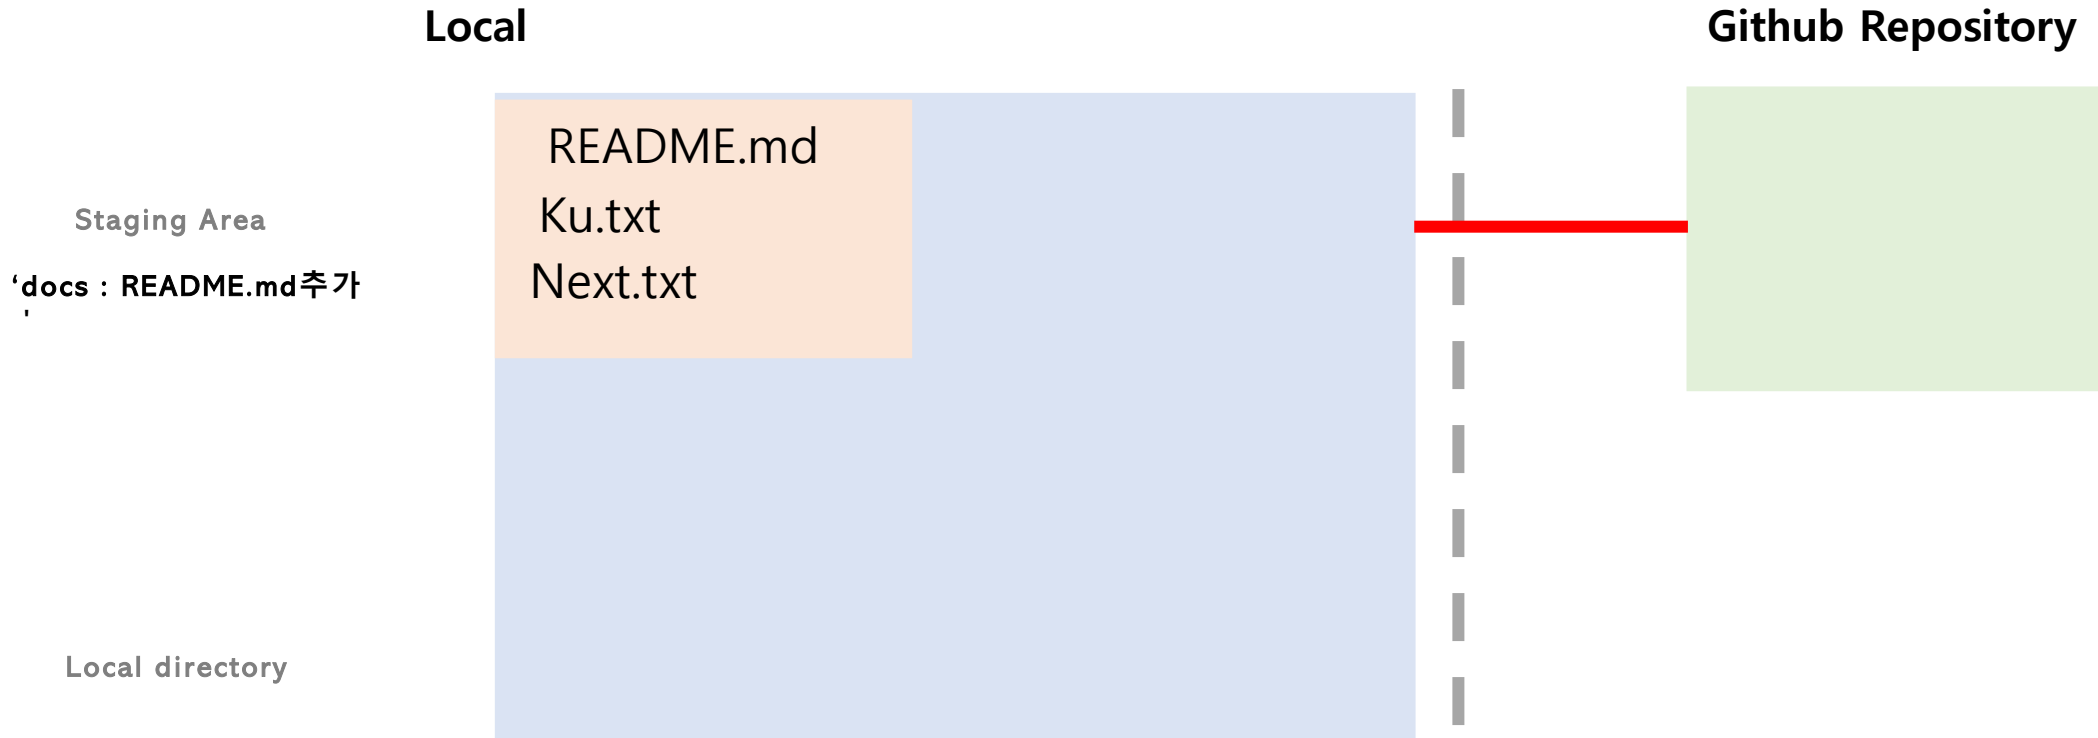 Local
Github Repository
README.md
Ku.txt
Next.txt
Staging Area
‘docs : README.md추가
'
Local directory